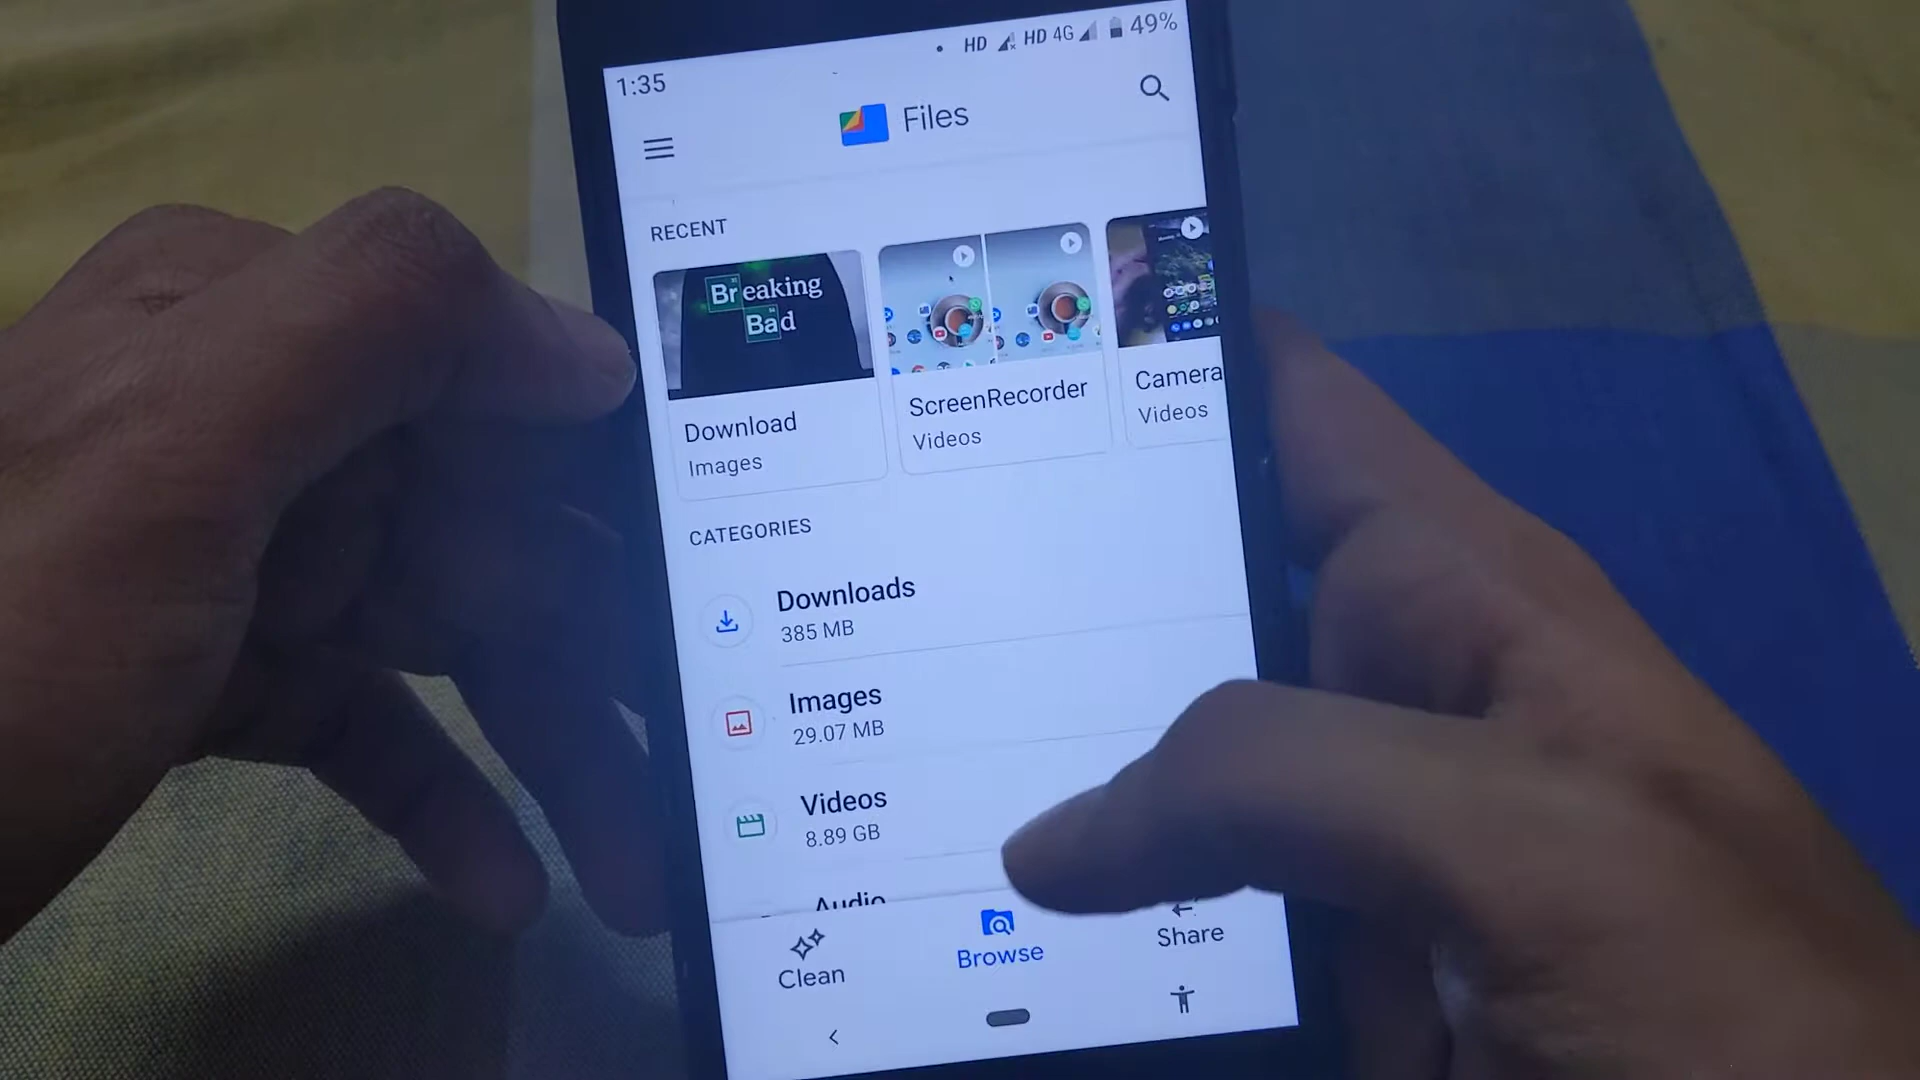 1:35
HD HD 4G 49%
Files
RECENT
Breaking
Bad
Download
Images
ScreenRecorder
Videos
Camera
Videos
CATEGORIES
Downloads
385 MB
Images
29.07 MB
Videos
8.89 GB
Audio
Clean
Browse
Share